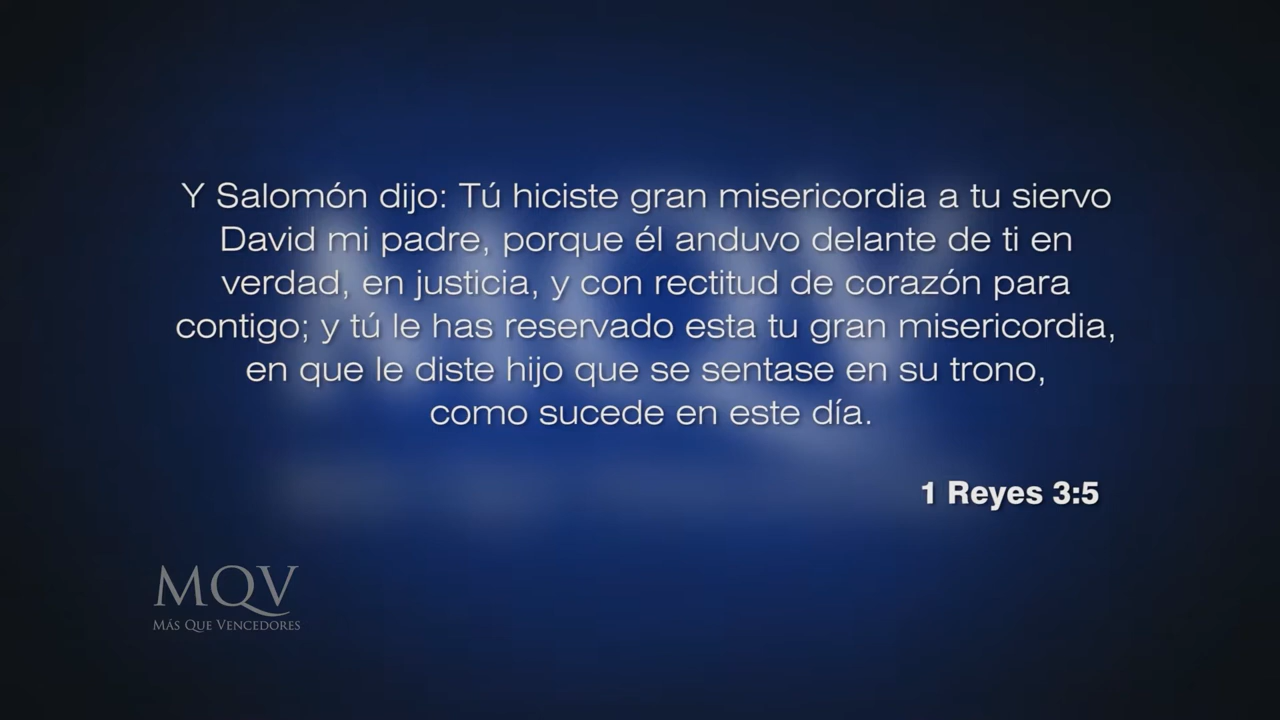 Y Salomón dijo: Tú hiciste gran misericordia a tu siervo
David mi padre, porque él anduvo delante de ti en
verdad, en justicia, y con rectitud de corazón para
contigo; y tú le has reservado esta tu gran misericordia,
en que le diste hijo que se sentase en su trono,
como sucede en este día.
1 Reyes 3:5
MQV
Más Que Vencedores